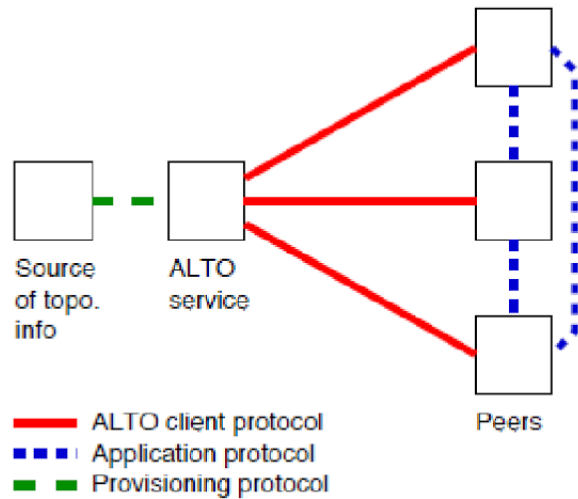 Source
of topo.
info
ALTO
service
Peers
ALTO client protocol
Application protocol
Provisioning protocol